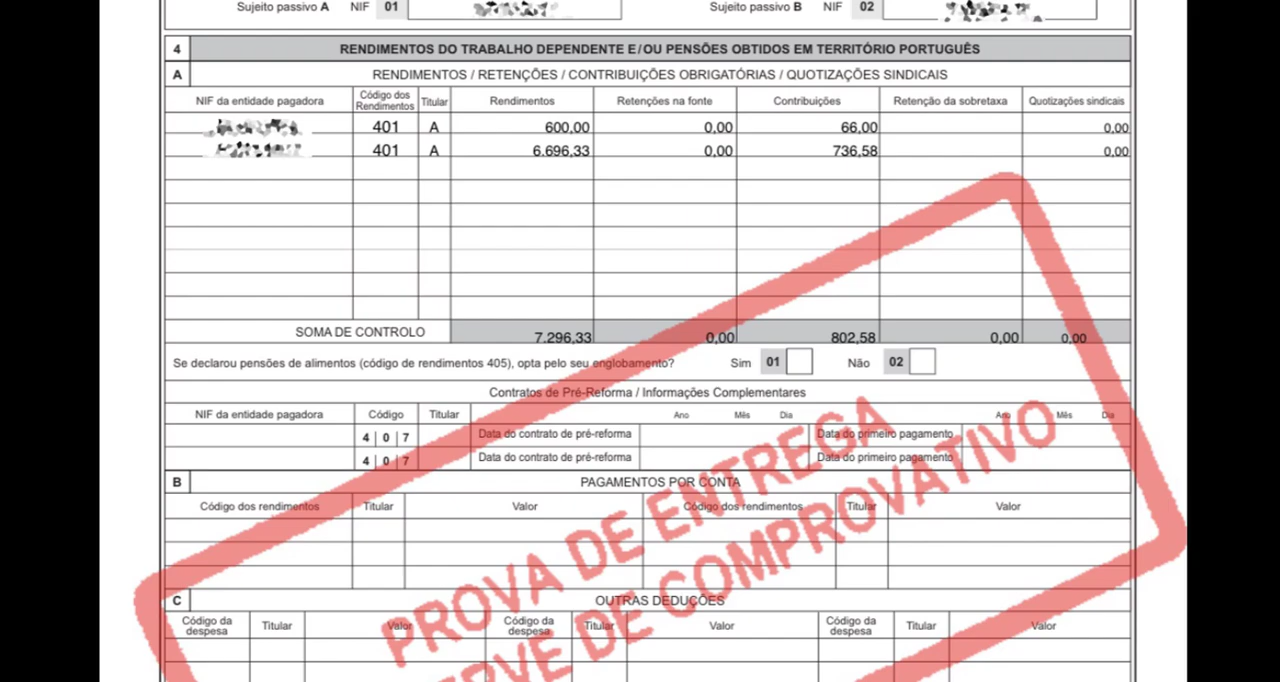 Sujeito passivo A NIF 01 Sujeito passivo B NIF 02
4 RENDIMENTOS DO TRABALHO DEPENDENTE E/OU PENSÕES OBTIDOS EM TERRITÓRIO PORTUGUÊS
A RENDIMENTOS / RETENÇÕES / CONTRIBUIÇÕES OBRIGATÓRIAS / QUOTIZAÇÕES SINDICAIS
NIF da entidade pagadora Código dos Rendimentos Titular Rendimentos Retenções na fonte Contribuições Retenção da sobretaxa Quotizações sindicais
401 A 600,00 0,00 66,00 0,00
401 A 6.696,33 0,00 736,58 0,00
SOMA DE CONTROLO 7.296,33 0,00 802,58 0,00 0,00
Se declarou pensões de alimentos (código de rendimentos 405), opta pelo seu englobamento? Sim 01 Não 02
Contratos de Pré-Reforma / Informações Complementares
NIF da entidade pagadora Código Titular Ano Mês Dia Ano Mês Dia
4 0 7 Data do contrato de pré-reforma Data do primeiro pagamento
4 0 7 Data do contrato de pré-reforma Data do primeiro pagamento
B PAGAMENTOS POR CONTA
Código dos rendimentos Titular Valor Código dos rendimentos Titular Valor
C OUTRAS DEDUÇÕES
Código da despesa Titular Valor Código da despesa Titular Valor Código da despesa Titular Valor
PROVA DE ENTREGA
DE COMPROVATIVO